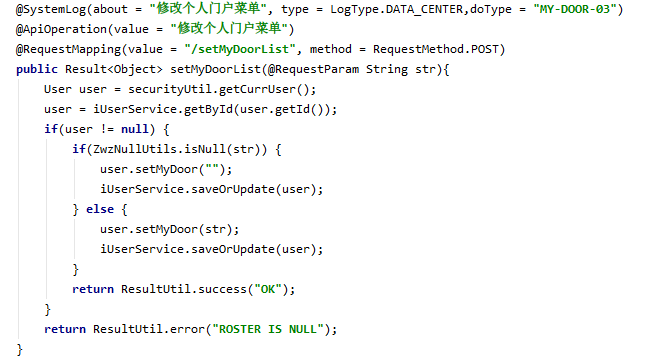 @SystemLog(about = "修改个人门户菜单", type = LogType.DATA_CENTER,doType = "MY-DOOR-03")
@ApiOperation(value = "修改个人门户菜单")
@RequestMapping(value = "/setMyDoorList", method = RequestMethod.POST)
public Result<Object> setMyDoorList(@RequestParam String str){
    User user = securityUtil.getCurrUser();
    user = iUserService.getById(user.getId());
    if(user != null) {
        if(ZwzNullUtils.isNull(str)) {
            user.setMyDoor("");
            iUserService.saveOrUpdate(user);
        } else {
            user.setMyDoor(str);
            iUserService.saveOrUpdate(user);
        }
        return ResultUtil.success("OK");
    }
    return ResultUtil.error("ROSTER IS NULL");
}